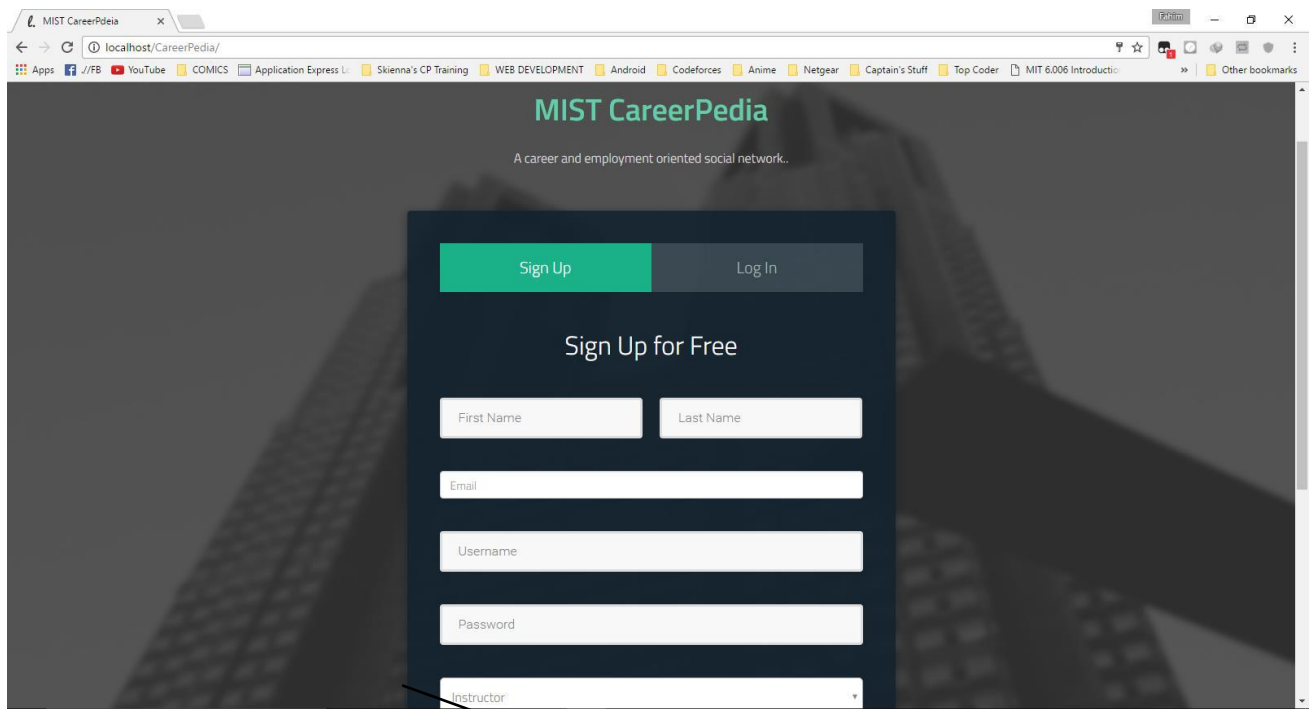 MIST CareerPdeia
Fahim
localhost/CareerPedia/
Apps .//FB YouTube COMICS Application Express Lo Skienna's CP Training WEB DEVELOPMENT Android Codeforces Anime Netgear Captain's Stuff Top Coder MIT 6.006 Introductio » Other bookmarks
MIST CareerPedia
A career and employment oriented social network..
Sign Up Log In
Sign Up for Free
First Name Last Name
Email
Username
Password
Instructor